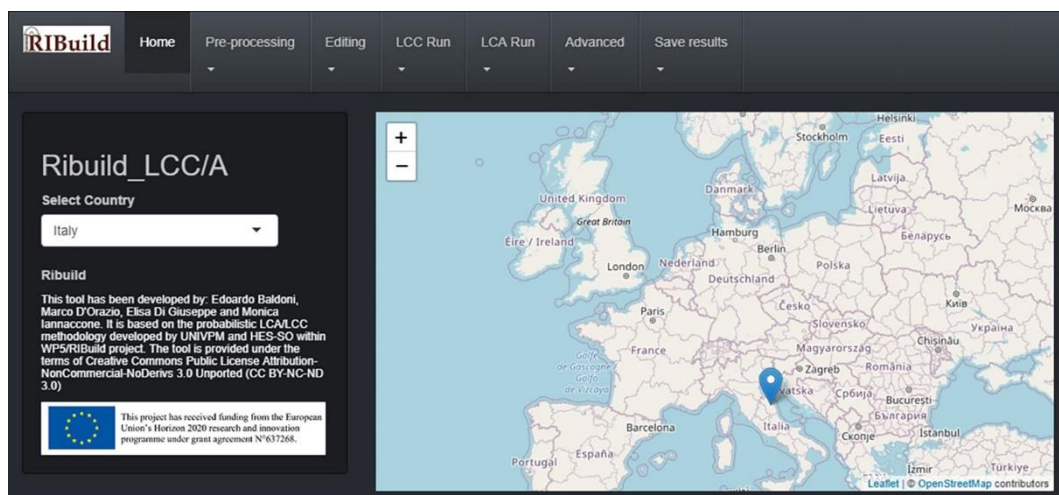 RIBuild
Home
Pre-processing
Editing
LCC Run
LCA Run
Advanced
Save results
Ribuild_LCC/A
Select Country
Italy
Ribuild
This tool has been developed by: Edoardo Baldoni,
Marco D'Orazio, Elisa Di Giuseppe and Monica
Iannaccone. It is based on the probabilistic LCA/LCC
methodology developed by UNIVPM and HES-SO within
WP5/RIBuild project. The tool is provided under the
terms of Creative Commons Public License Attribution-
NonCommercial-NoDerivs 3.0 Unported (CC BY-NC-ND
3.0)
This project has received funding from the European
Union's Horizon 2020 research and innovation
programme under grant agreement N°637268.
+
−
Helsinki
Stockholm
Eesti
Latvija
Danmark
Lietuva
Москва
United Kingdom
Great Britain
Éire / Ireland
Hamburg
Беларусь
Berlin
London
Nederland
Polska
Deutschland
Київ
Paris
Česko
Україна
Slovensko
France
Magyarország
Chișinău
Golfe
de Gascogne
Golfo
de Vizcaya
Zagreb
România
vatska
Србија
București
България
Barcelona
Italia
Скопје
İstanbul
España
Portugal
İzmir
Türkiye
Leaflet | © OpenStreetMap contributors